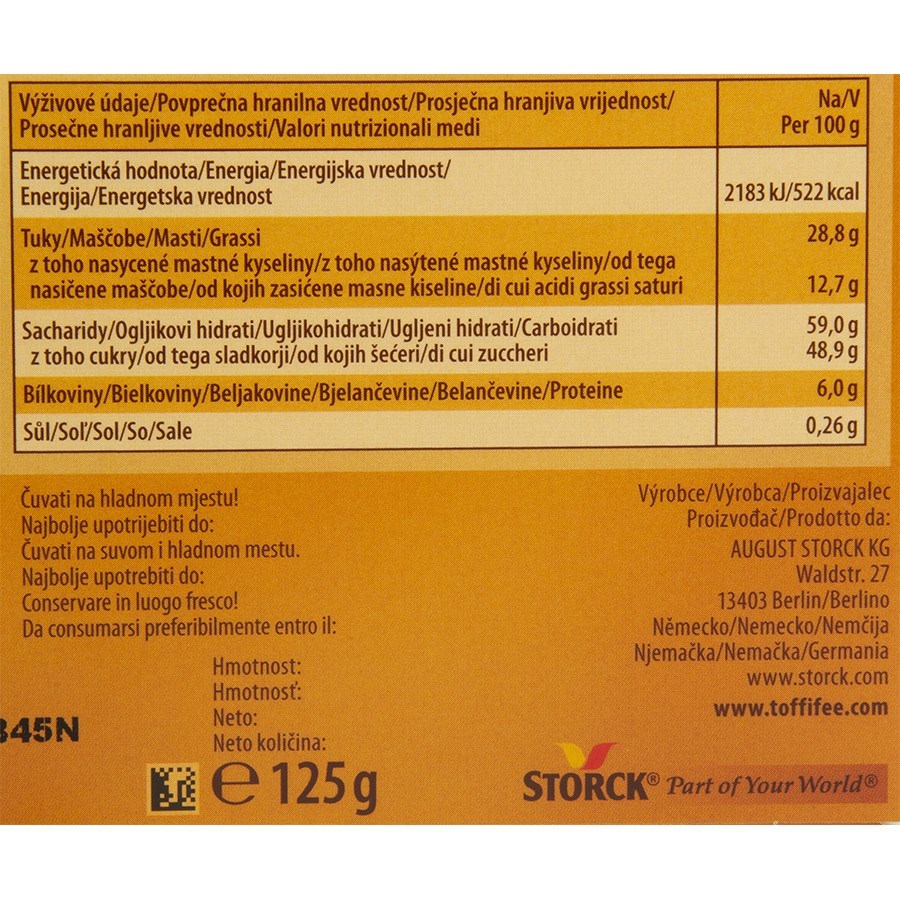 Výživové údaje/Povprečna hranilna vrednost/Prosječna hranjiva vrijednost/
Prosečne hranljive vrednosti/Valori nutrizionali medi
Na/V
Per 100 g
Energetická hodnota/Energia/Energijska vrednost/
Energija/Energetska vrednost
2183 kJ/522 kcal
Tuky/Maščobe/Masti/Grassi
28,8 g
z toho nasycené mastné kyseliny/z toho nasýtené mastné kyseliny/od tega
nasičene maščobe/od kojih zasićene masne kiseline/di cui acidi grassi saturi
12,7 g
Sacharidy/Ogljikovi hidrati/Ugljikohidrati/Ugljeni hidrati/Carboidrati
59,0 g
z toho cukry/od tega sladkorji/od kojih šećeri/di cui zuccheri
48,9 g
Bílkoviny/Bielkoviny/Beljakovine/Bjelančevine/Belančevine/Proteine
6,0 g
Sůl/Soľ/Sol/So/Sale
0,26 g
Čuvati na hladnom mjestu!
Najbolje upotrijebiti do:
Čuvati na suvom i hladnom mestu.
Najbolje upotrebiti do:
Conservare in luogo fresco!
Da consumarsi preferibilmente entro il:
Výrobce/Výrobca/Proizvajalec
Proizvođač/Prodotto da:
AUGUST STORCK KG
Waldstr. 27
13403 Berlin/Berlino
Německo/Nemecko/Nemčija
Njemačka/Nemačka/Germania
www.storck.com
www.toffifee.com
Hmotnost:
Hmotnosť:
Neto:
Neto količina:
℮ 125 g
345N
STORCK® Part of Your World®